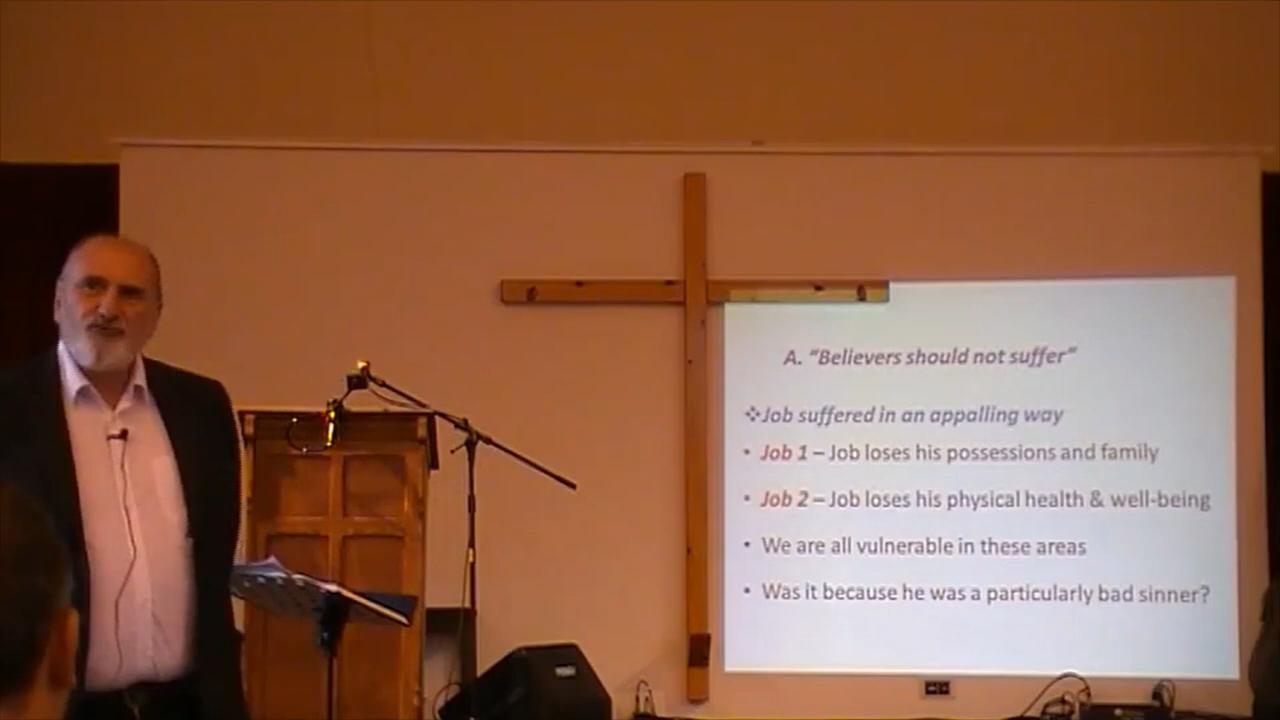 A. "Believers should not suffer"
❖Job suffered in an appalling way
• Job 1 – Job loses his possessions and family
• Job 2 – Job loses his physical health & well-being
• We are all vulnerable in these areas
• Was it because he was a particularly bad sinner?